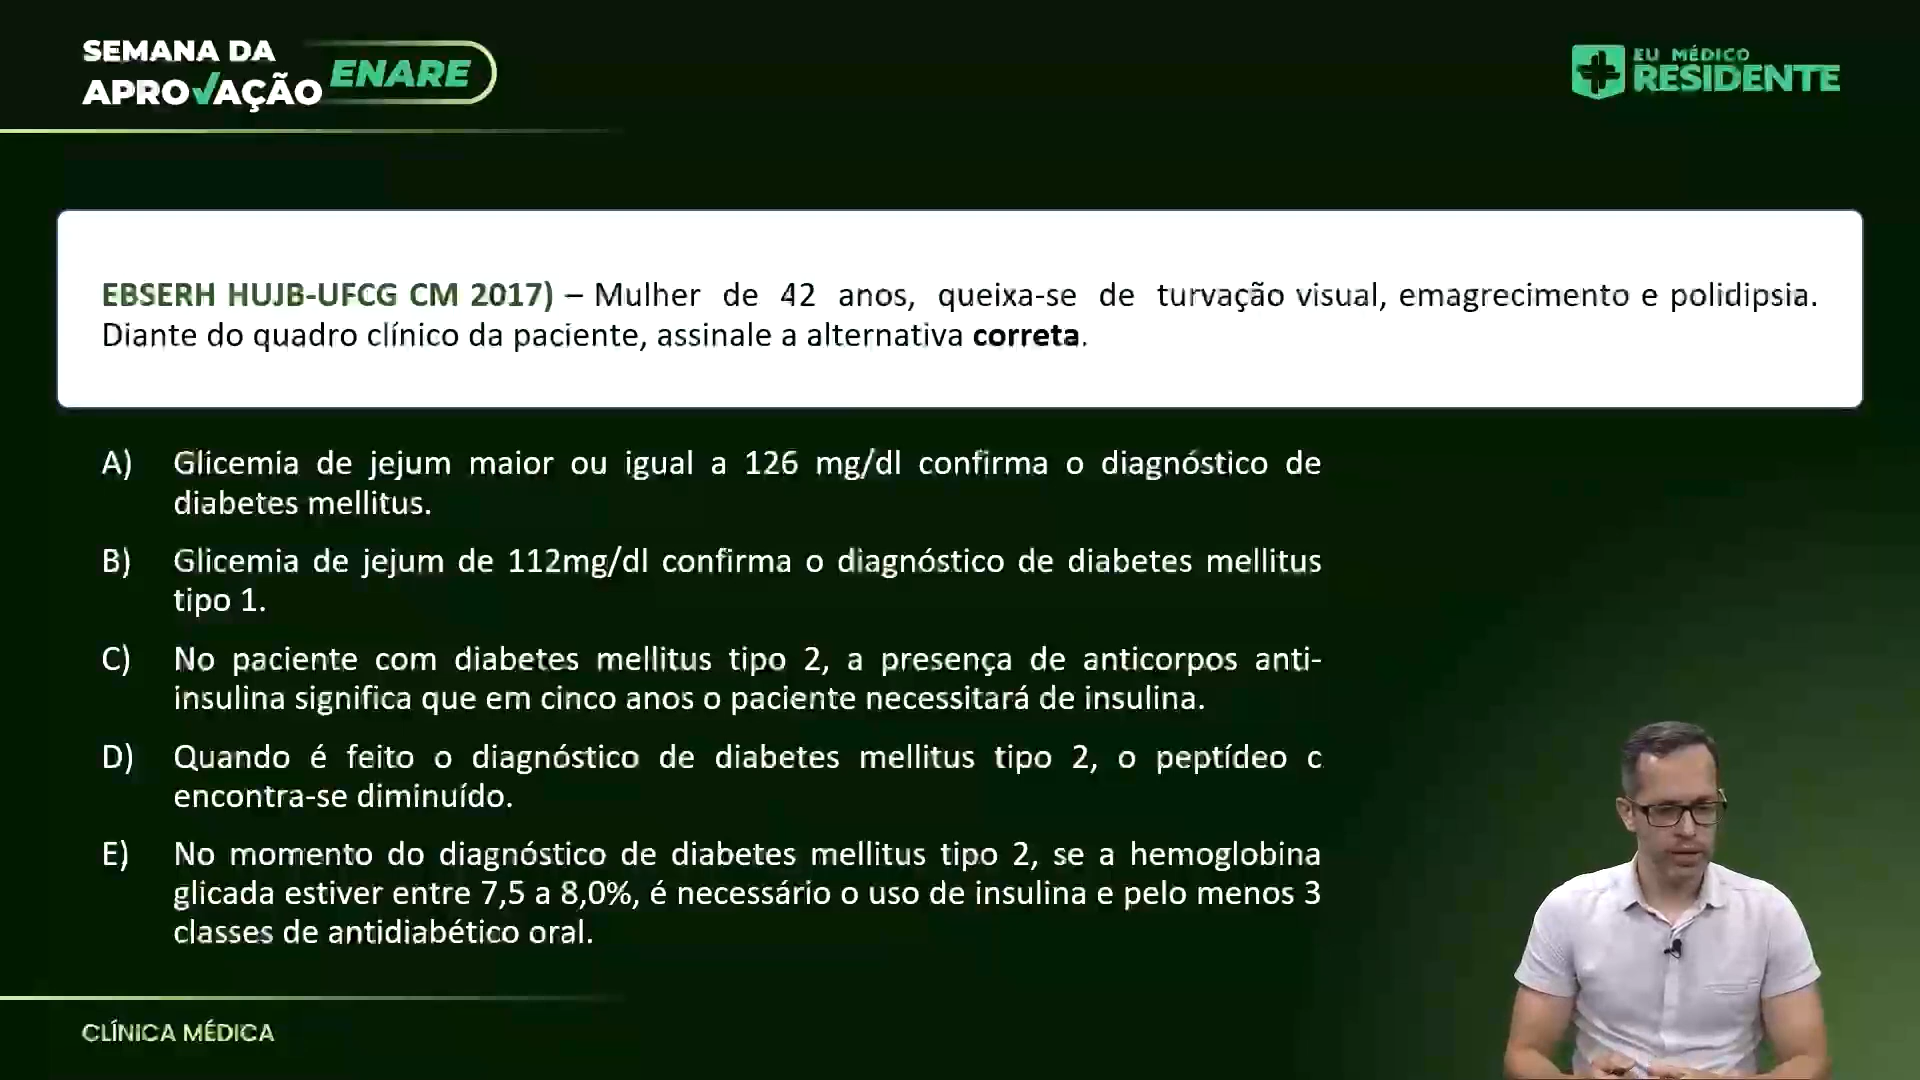 SEMANA DA
APROVAÇÃO ENARE
EU MÉDICO
RESIDENTE
EBSERH HUJB-UFCG CM 2017) – Mulher de 42 anos, queixa-se de turvação visual, emagrecimento e polidipsia.
Diante do quadro clínico da paciente, assinale a alternativa correta.
A) Glicemia de jejum maior ou igual a 126 mg/dl confirma o diagnóstico de
diabetes mellitus.
B) Glicemia de jejum de 112mg/dl confirma o diagnóstico de diabetes mellitus
tipo 1.
C) No paciente com diabetes mellitus tipo 2, a presença de anticorpos anti-
insulina significa que em cinco anos o paciente necessitará de insulina.
D) Quando é feito o diagnóstico de diabetes mellitus tipo 2, o peptídeo c
encontra-se diminuído.
E) No momento do diagnóstico de diabetes mellitus tipo 2, se a hemoglobina
glicada estiver entre 7,5 a 8,0%, é necessário o uso de insulina e pelo menos 3
classes de antidiabético oral.
CLÍNICA MÉDICA